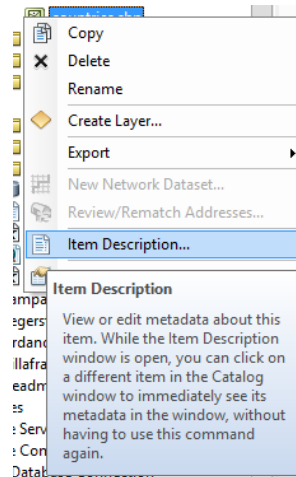 countries.shp
Copy
Delete
Rename
Create Layer...
Export
New Network Dataset...
Review/Rematch Addresses...
Item Description...
Item Description
View or edit metadata about this
item. While the Item Description
window is open, you can click on
a different item in the Catalog
window to immediately see its
metadata in the window, without
having to use this command
again.